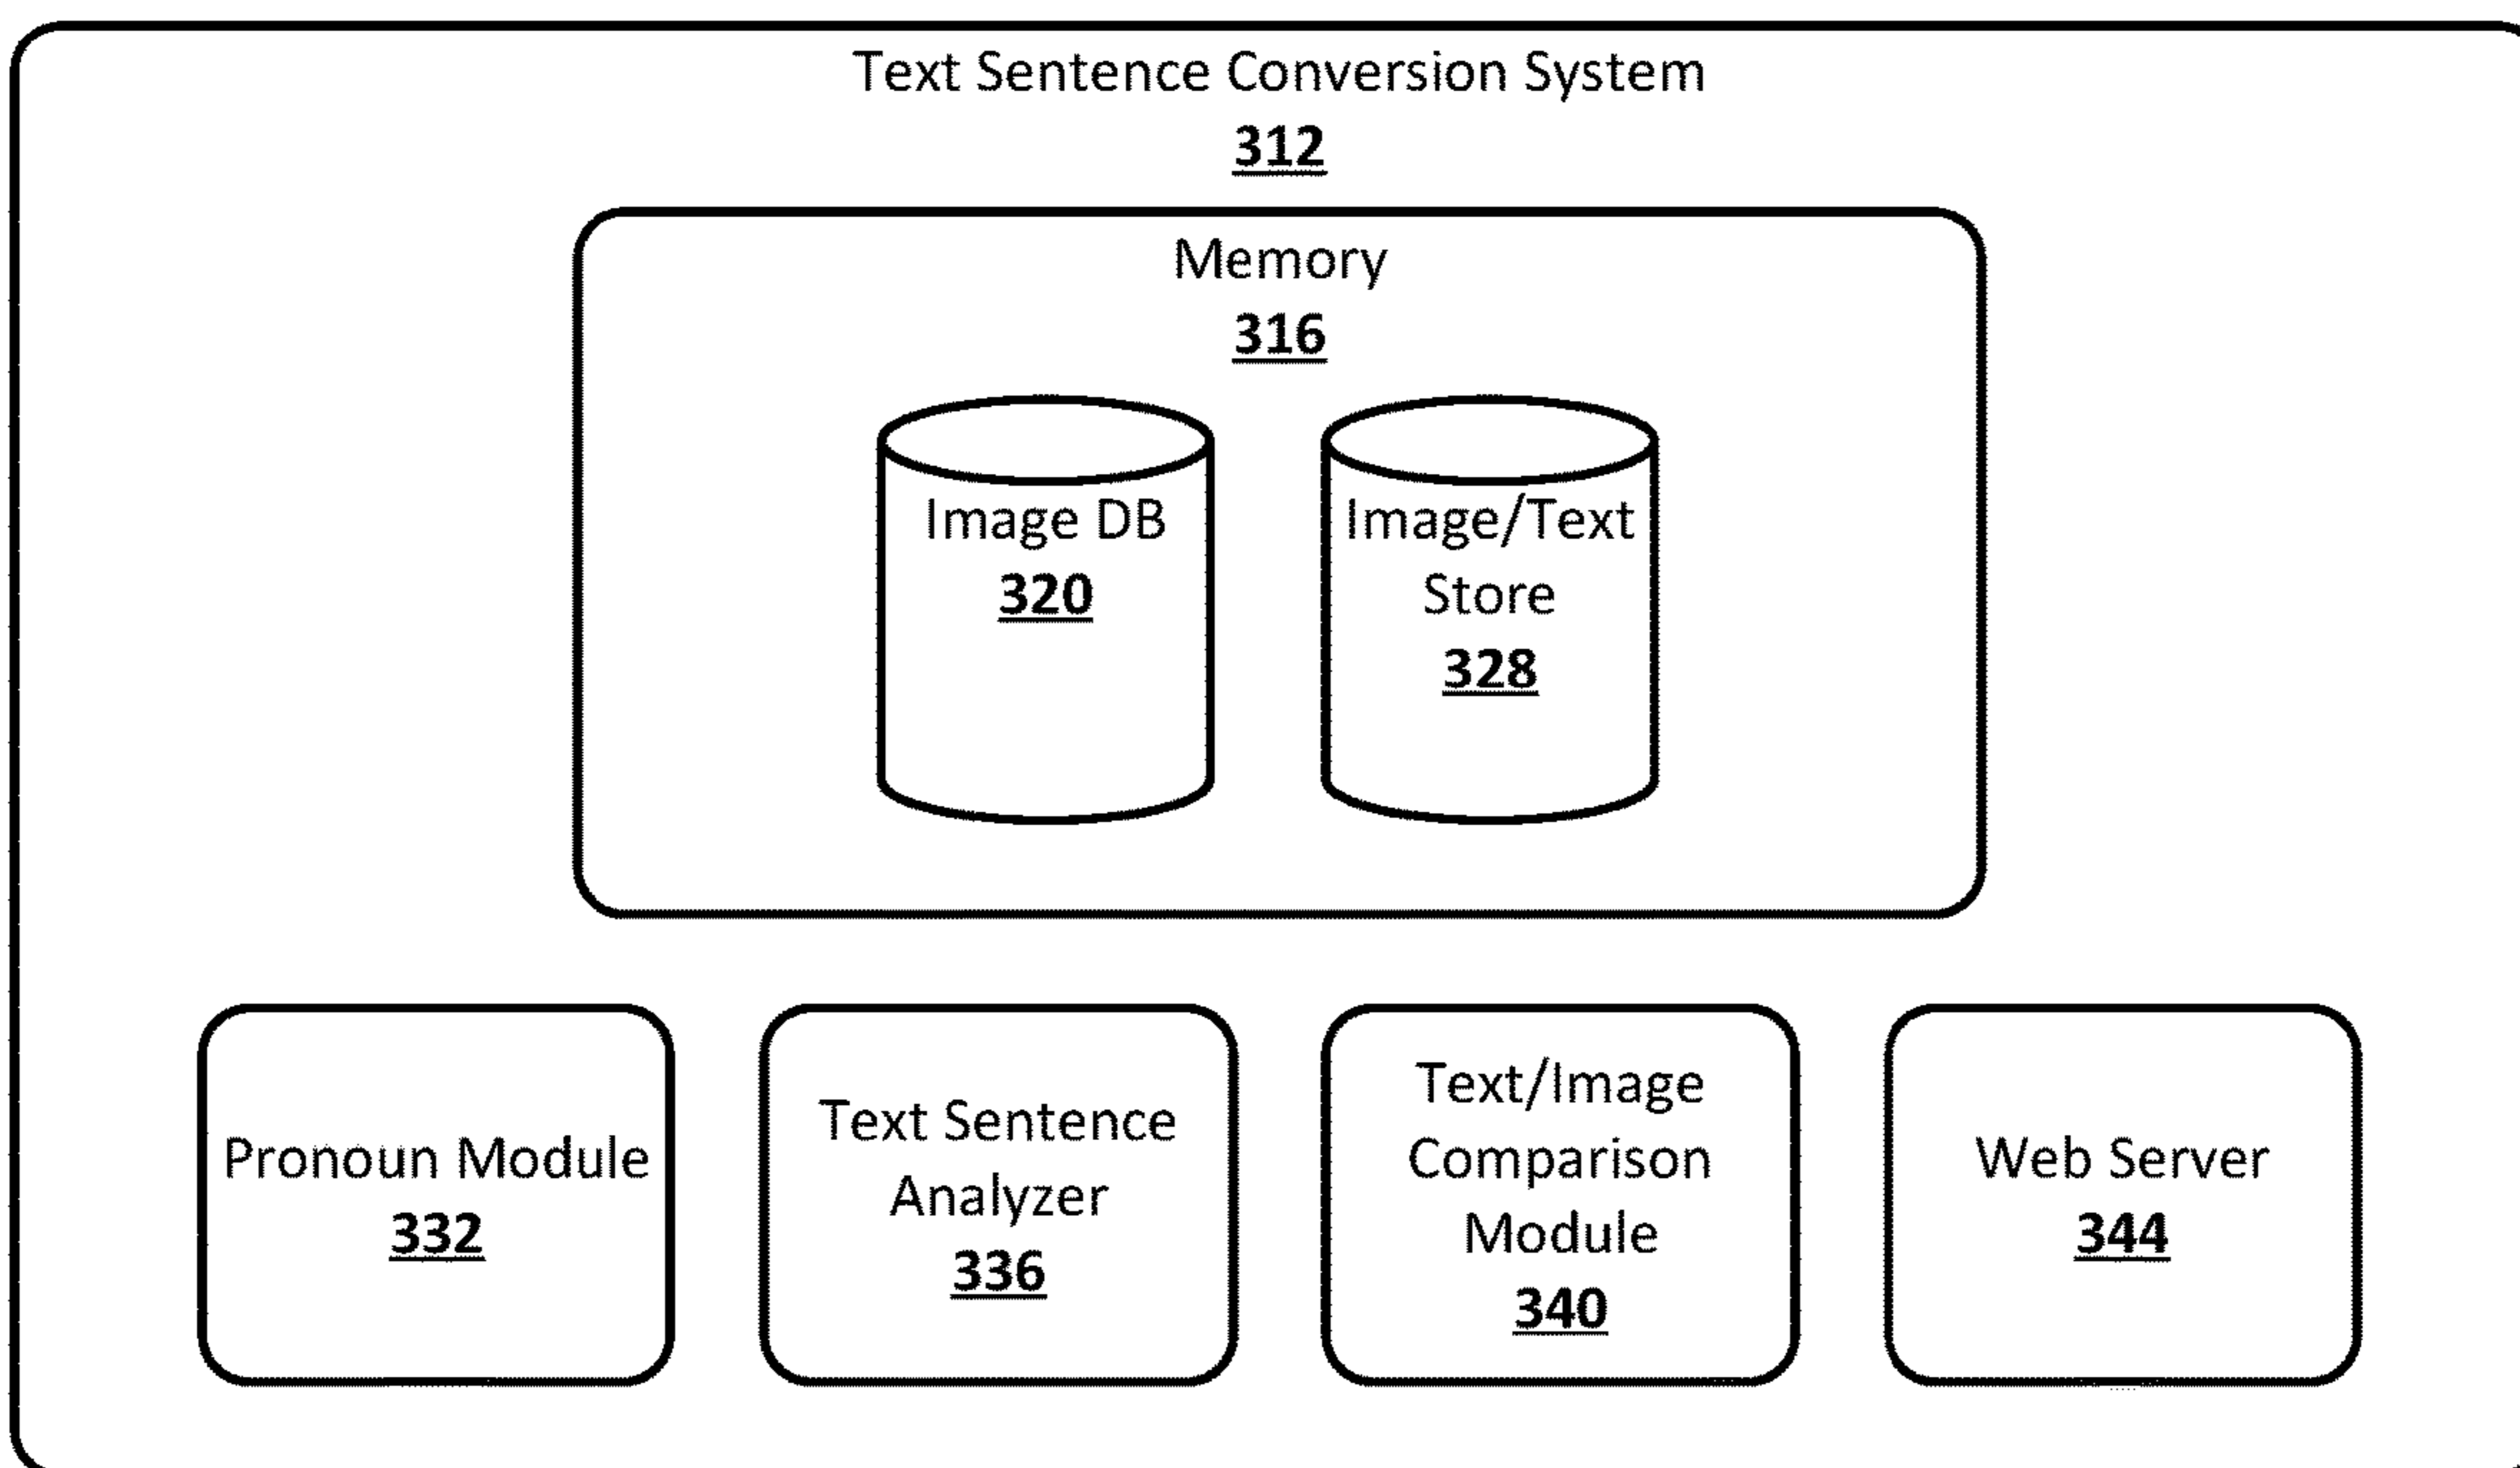 Text Sentence Conversion System
312
Memory
316
Image DB
320
Image/Text
Store
328
Pronoun Module
332
Text Sentence
Analyzer
336
Text/Image
Comparison
Module
340
Web Server
344